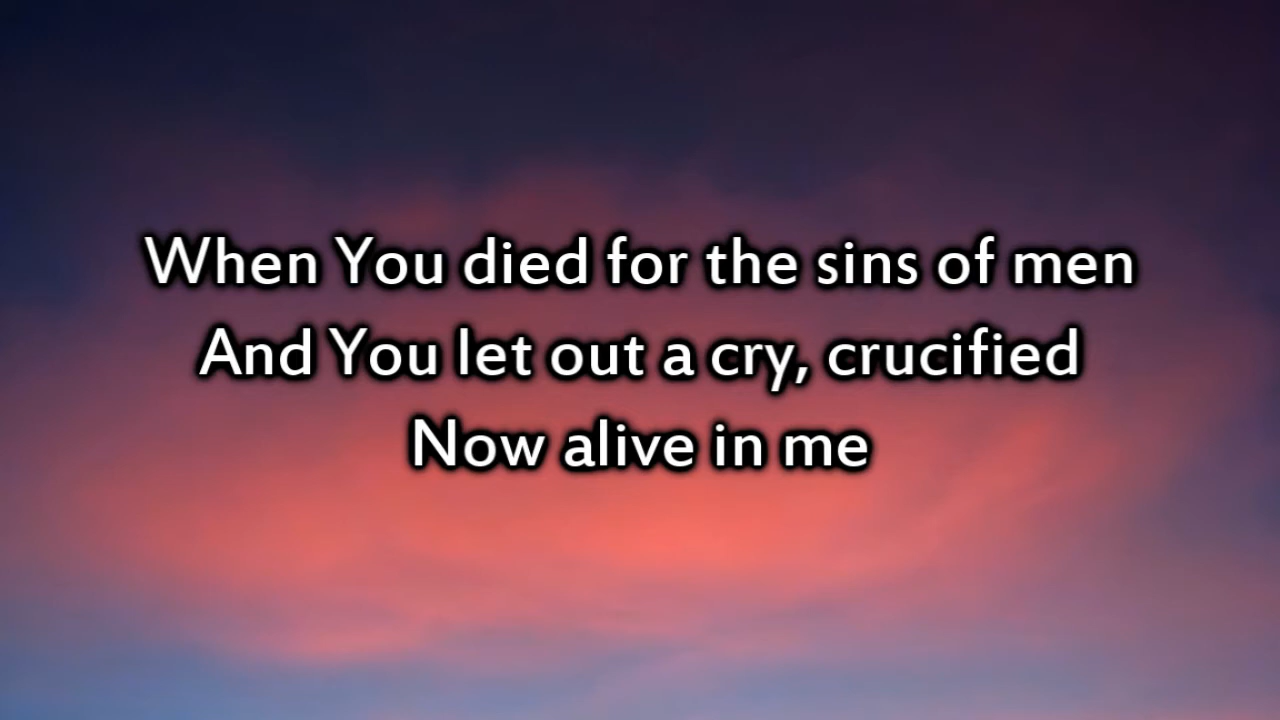 When You died for the sins of men
And You let out a cry, crucified
Now alive in me